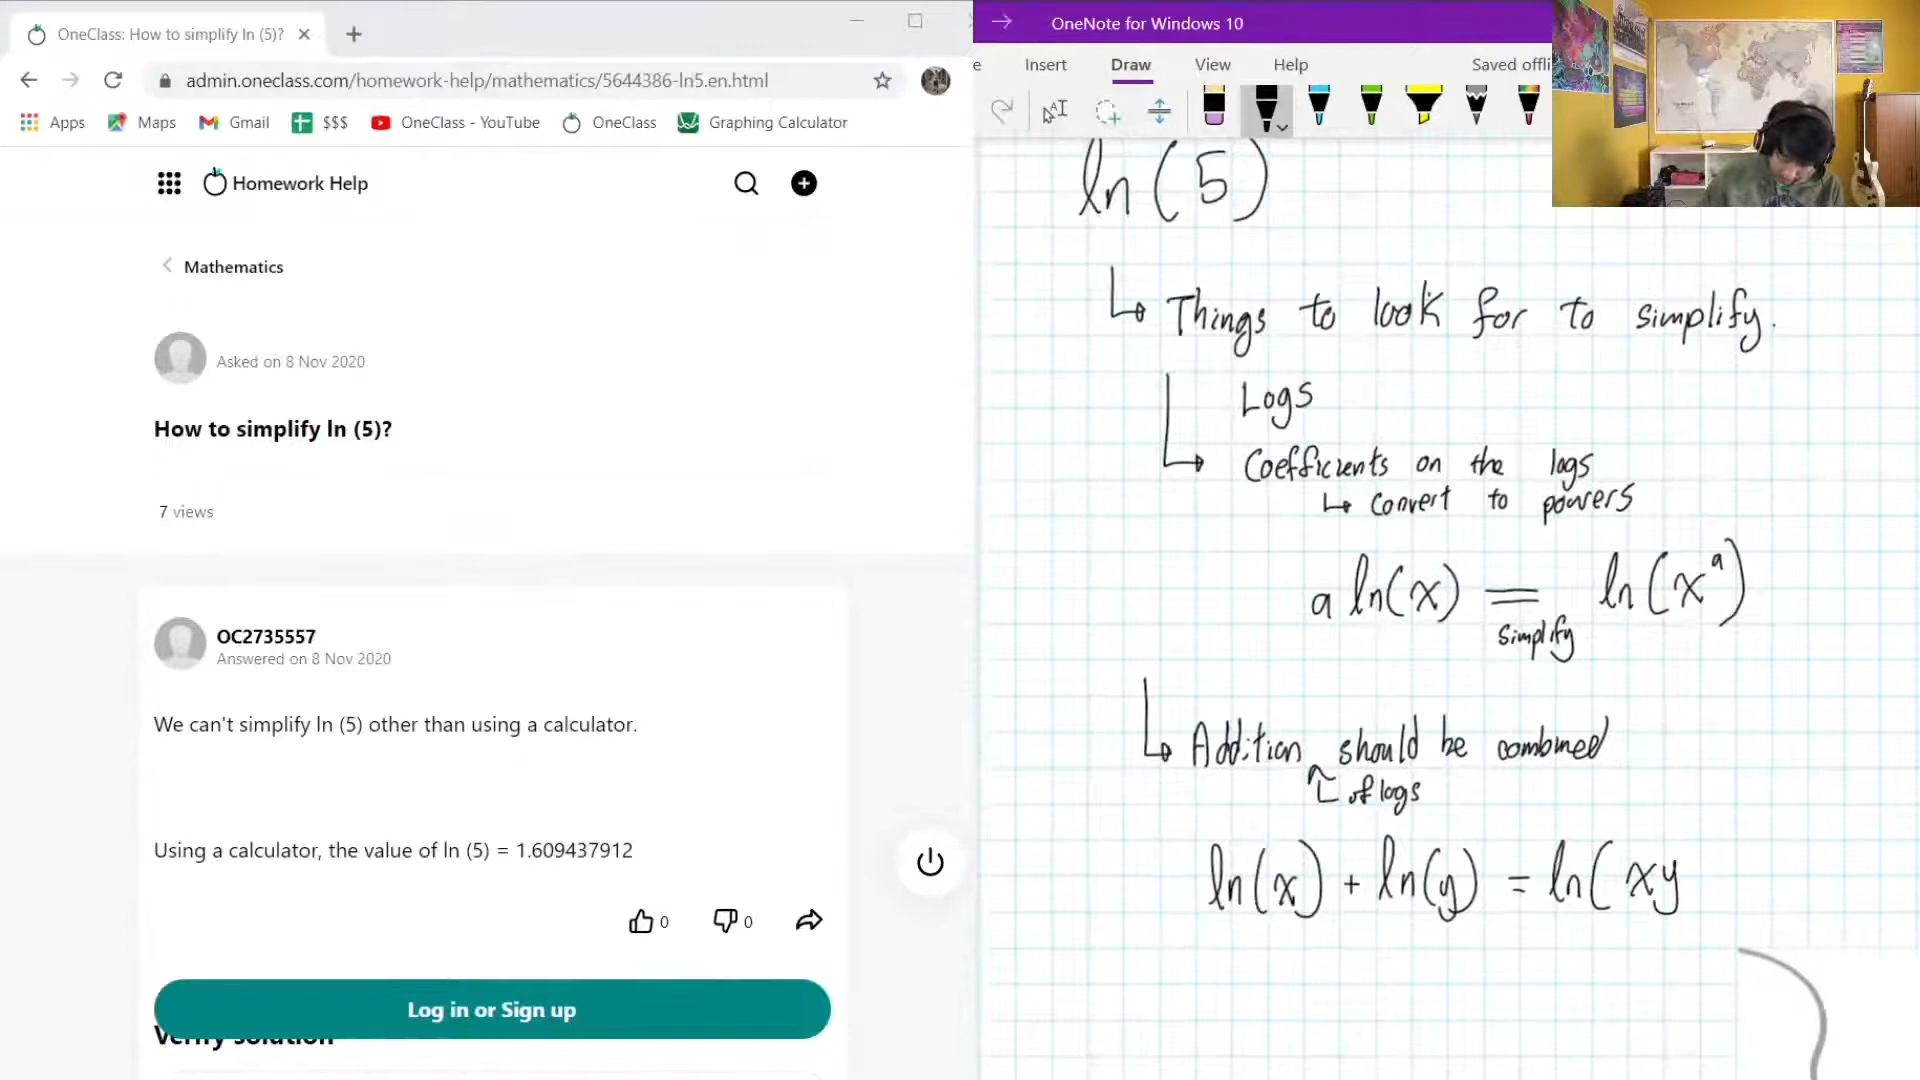 OneClass: How to simplify ln (5)?
admin.oneclass.com/homework-help/mathematics/5644386-ln5.en.html
Apps Maps Gmail $$$ OneClass - YouTube OneClass Graphing Calculator
Homework Help
Mathematics
Asked on 8 Nov 2020
How to simplify ln (5)?
7 views
OC2735557
Answered on 8 Nov 2020
We can't simplify ln (5) other than using a calculator.
Using a calculator, the value of ln (5) = 1.609437912
0 0
Log in or Sign up
Verify solution
OneNote for Windows 10
Insert Draw View Help Saved offli
ln(5)
↳ Things to look for to simplify.
Logs
↳ Coefficients on the logs
↳ convert to powers
a ln(x) = ln(x^a)
simplify
↳ Addition should be combined
of logs
ln(x) + ln(y) = ln( xy